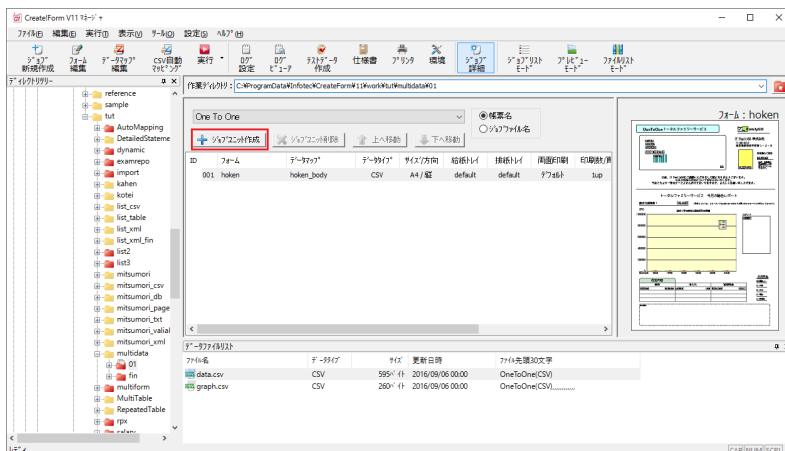 Create!Form V11 ﾏﾈｰｼﾞｬ
ﾌｧｲﾙ(F) 編集(E) 実行(J) 表示(V) ﾂｰﾙ(Q) 設定(S) ﾍﾙﾌﾟ(H)
ｼﾞｮﾌﾞ新規作成 ﾌｫｰﾑ編集 ﾃﾞｰﾀﾏｯﾌﾟ編集 CSV自動ﾏｯﾋﾟﾝｸﾞ 実行 ﾛｸﾞ設定 ﾛｸﾞﾋﾞｭｰｱ ﾃｽﾄﾃﾞｰﾀ作成 仕様書 ﾌﾟﾘﾝﾀ 環境 ｼﾞｮﾌﾞ詳細 ｼﾞｮﾌﾞﾘｽﾄﾓｰﾄﾞ ﾌﾟﾚﾋﾞｭｰﾓｰﾄﾞ ﾌｧｲﾙﾘｽﾄﾓｰﾄﾞ
ﾃﾞｨﾚｸﾄﾘﾂﾘｰ
作業ﾃﾞｨﾚｸﾄﾘ : C:¥ProgramData¥Infotec¥CreateForm¥11¥work¥tut¥multidata¥01
reference
sample
tut
AutoMapping
DetailedStateme
dynamic
examrepo
import
kahen
kotei
list_csv
list_table
list_xml
list_xml_fin
list2
list3
mitsumori
mitsumori_csv
mitsumori_db
mitsumori_page
mitsumori_txt
mitsumori_valial
mitsumori_xml
multidata
01
fin
multiform
MultiTable
RepeatedTable
rpx
salary
One To One
帳票名
ｼﾞｮﾌﾞﾌｧｲﾙ名
ｼﾞｮﾌﾞﾕﾆｯﾄ作成 ｼﾞｮﾌﾞﾕﾆｯﾄ削除 上へ移動 下へ移動
ID ﾌｫｰﾑ ﾃﾞｰﾀﾏｯﾌﾟ ﾃﾞｰﾀﾀｲﾌﾟ ｻｲｽﾞ/方向 給紙ﾄﾚｲ 排紙ﾄﾚｲ 両面印刷
001 hoken hoken_body CSV A4 / 縦 default default ﾃﾞﾌｫﾙﾄ 1up
ﾌｫｰﾑ : hoken
ﾃﾞｰﾀﾌｧｲﾙﾘｽﾄ
ﾌｧｲﾙ名 ﾃﾞｰﾀﾀｲﾌﾟ ｻｲｽﾞ 更新日時 ﾌｧｲﾙ先頭30文字
data.csv CSV 595ﾊﾞｲﾄ 2016/09/06 00:00 OneToOne(CSV)
graph.csv CSV 260ﾊﾞｲﾄ 2016/09/06 00:00 OneToOne(CSV),,,,,,,,,,,,
ﾚﾃﾞｨ
CAP NUM SCRL